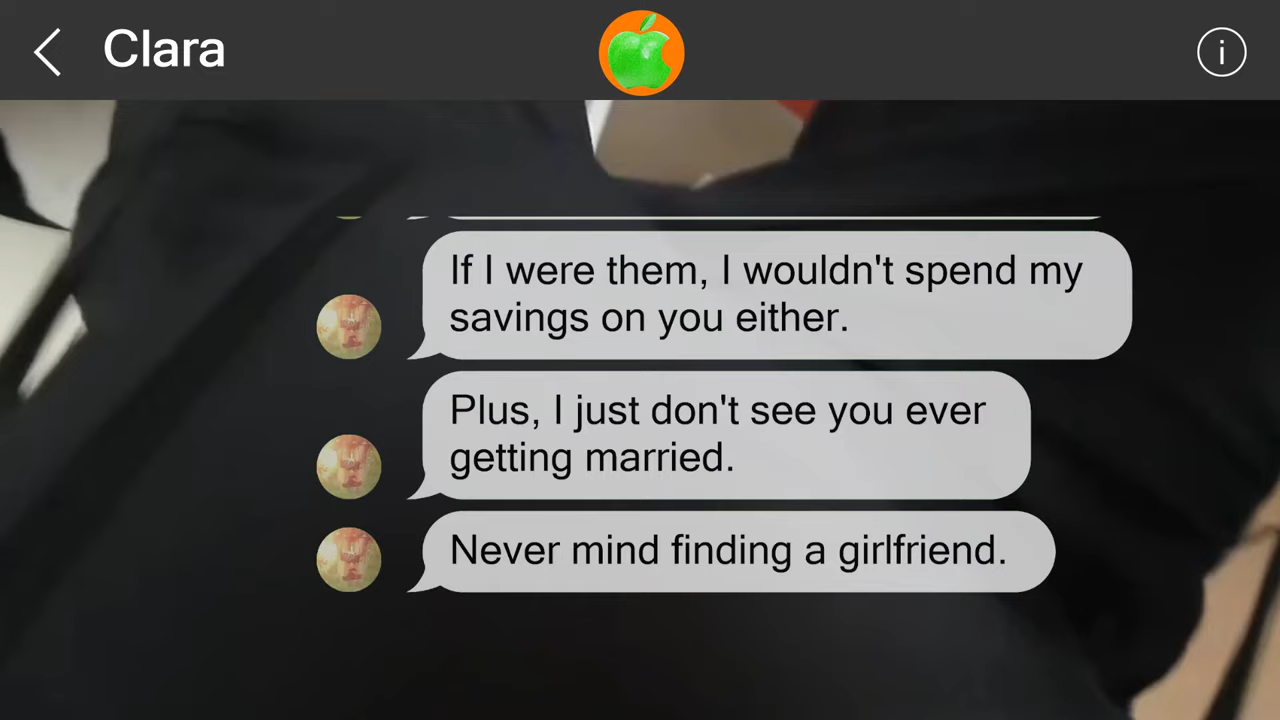 Clara
If I were them, I wouldn't spend my
savings on you either.
Plus, I just don't see you ever
getting married.
Never mind finding a girlfriend.